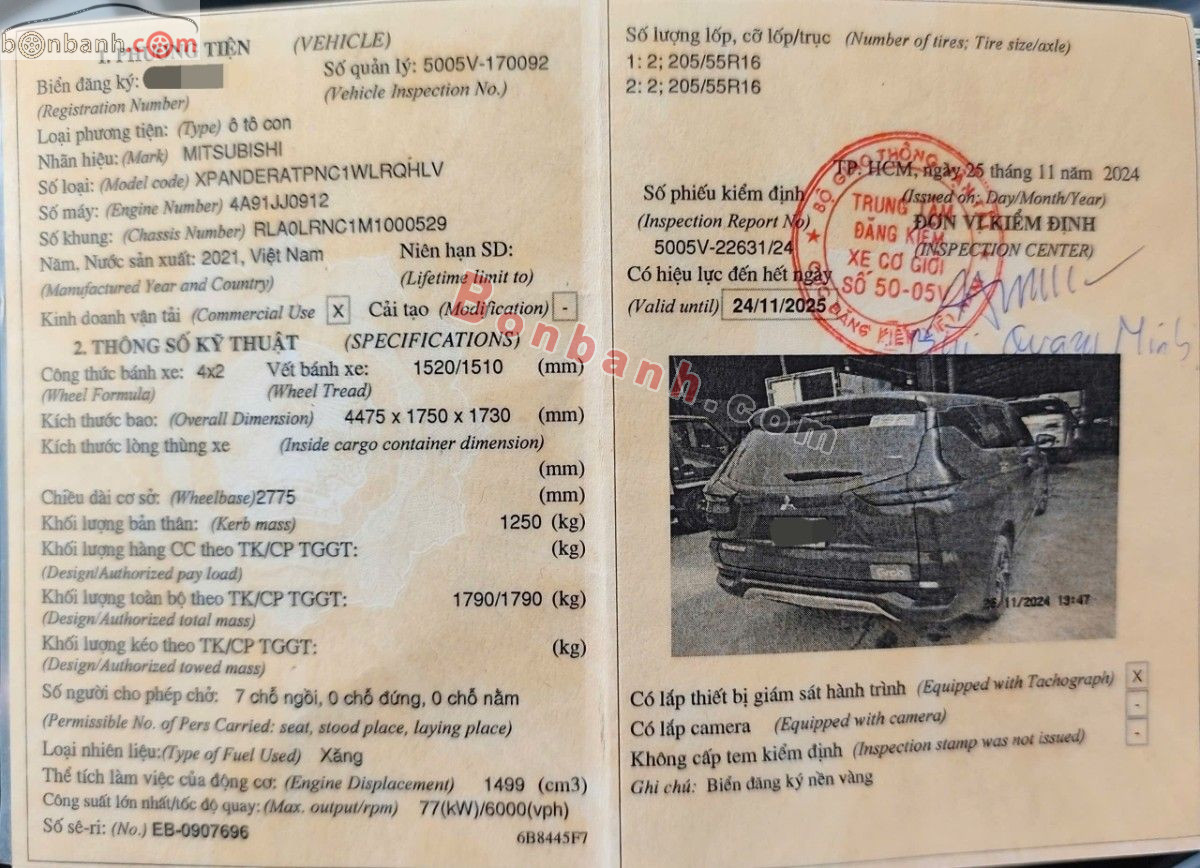 bonbanh.com
1. PHƯƠNG TIỆN (VEHICLE)
Biển đăng ký:
(Registration Number)
Số quản lý: 5005V-170092
(Vehicle Inspection No.)
Loại phương tiện: (Type) ô tô con
Nhãn hiệu: (Mark) MITSUBISHI
Số loại: (Model code) XPANDERATPNC1WLRQHLV
Số máy: (Engine Number) 4A91JJ0912
Số khung: (Chassis Number) RLA0LRNC1M1000529
Năm, Nước sản xuất: 2021, Việt Nam
(Manufactured Year and Country)
Niên hạn SD:
(Lifetime limit to)
Kinh doanh vận tải (Commercial Use X Cải tạo (Modification) -
2. THÔNG SỐ KỸ THUẬT (SPECIFICATIONS)
Công thức bánh xe: 4x2 Vết bánh xe: 1520/1510 (mm)
(Wheel Formula) (Wheel Tread)
Kích thước bao: (Overall Dimension) 4475 x 1750 x 1730 (mm)
Kích thước lòng thùng xe (Inside cargo container dimension)
(mm)
Chiều dài cơ sở: (Wheelbase)2775 (mm)
Khối lượng bản thân: (Kerb mass) 1250 (kg)
Khối lượng hàng CC theo TK/CP TGGT: (kg)
(Design/Authorized pay load)
Khối lượng toàn bộ theo TK/CP TGGT: 1790/1790 (kg)
(Design/Authorized total mass)
Khối lượng kéo theo TK/CP TGGT: (kg)
(Design/Authorized towed mass)
Số người cho phép chở: 7 chỗ ngồi, 0 chỗ đứng, 0 chỗ nằm
(Permissible No. of Pers Carried: seat, stood place, laying place)
Loại nhiên liệu:(Type of Fuel Used) Xăng
Thể tích làm việc của động cơ: (Engine Displacement) 1499 (cm3)
Công suất lớn nhất/tốc độ quay:(Max. output/rpm) 77(kW)/6000(vph)
Số sê-ri: (No.) EB-0907696 6B8445F7
Số lượng lốp, cỡ lốp/trục (Number of tires; Tire size/axle)
1: 2; 205/55R16
2: 2; 205/55R16
TP. HCM, ngày 25 tháng 11 năm 2024
(Issued on: Day/Month/Year)
Số phiếu kiểm định
(Inspection Report No)
5005V-22631/24
ĐƠN VỊ KIỂM ĐỊNH
(INSPECTION CENTER)
Có hiệu lực đến hết ngày
(Valid until) 24/11/2025
BỘ GIAO THÔNG VẬN TẢI
TRUNG TÂM
ĐĂNG KIỂM
XE CƠ GIỚI
SỐ 50-05V
CỤC ĐĂNG KIỂM VIỆT NAM
Quang Minh
Bonbanh.com
26/11/2024 13:47
Có lắp thiết bị giám sát hành trình (Equipped with Tachograph) X
Có lắp camera (Equipped with camera) -
Không cấp tem kiểm định (Inspection stamp was not issued) -
Ghi chú: Biển đăng ký nền vàng